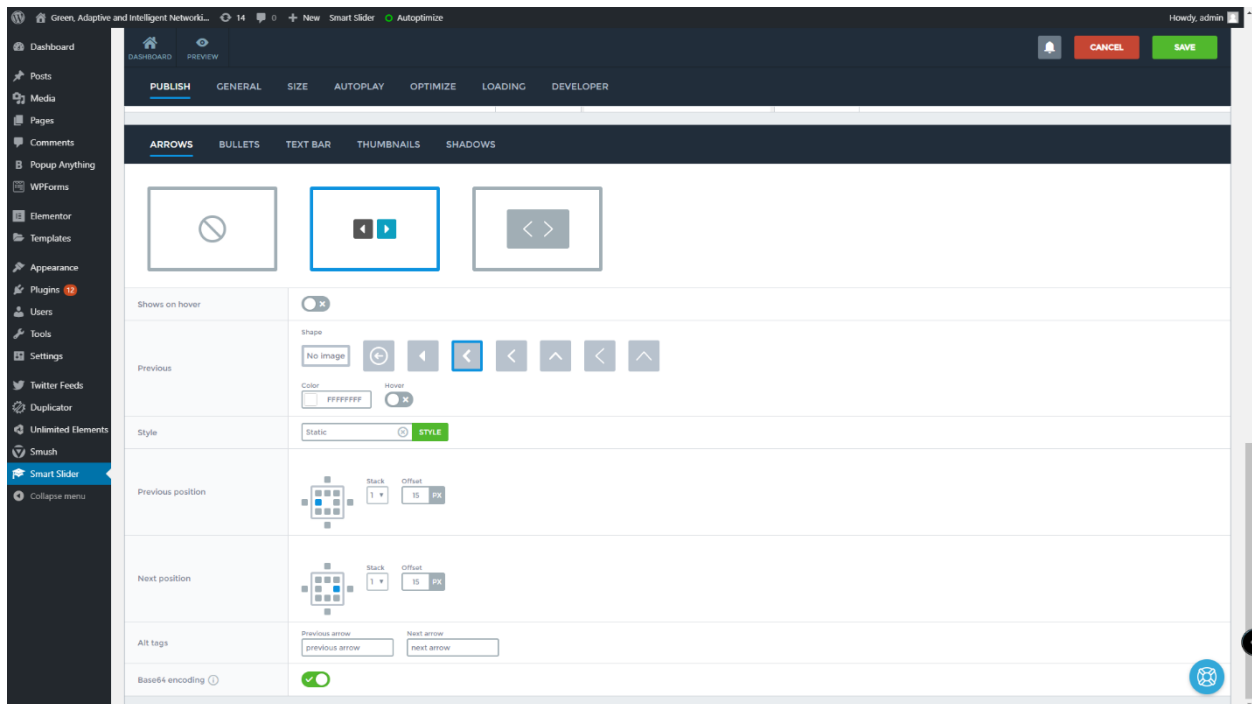 Green, Adaptive and Intelligent Networki... 14 0 New Smart Slider Autoptimize Howdy, admin
Dashboard
Posts
Media
Pages
Comments
Popup Anything
WPForms
Elementor
Templates
Appearance
Plugins 12
Users
Tools
Settings
Twitter Feeds
Duplicator
Unlimited Elements
Smush
Smart Slider
Collapse menu
DASHBOARD PREVIEW CANCEL SAVE
PUBLISH GENERAL SIZE AUTOPLAY OPTIMIZE LOADING DEVELOPER
ARROWS BULLETS TEXT BAR THUMBNAILS SHADOWS
Shows on hover
Previous
Shape
No image
Color Hover
FFFFFFFF
Style Static STYLE
Previous position
Stack Offset
1 15 PX
Next position
Stack Offset
1 15 PX
Alt tags
Previous arrow Next arrow
previous arrow next arrow
Base64 encoding